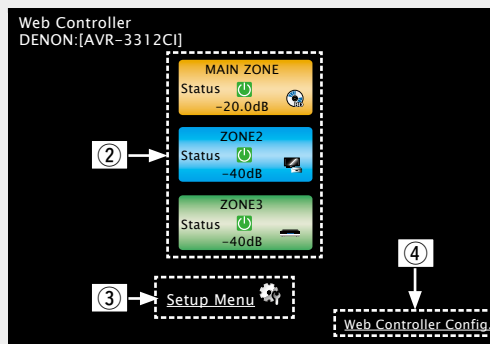 Web Controller
DENON:[AVR-3312CI]
MAIN ZONE
Status
-20.0dB
② ZONE2
Status
-40dB
ZONE3
Status
-40dB
④
③ Setup Menu
Web Controller Config.